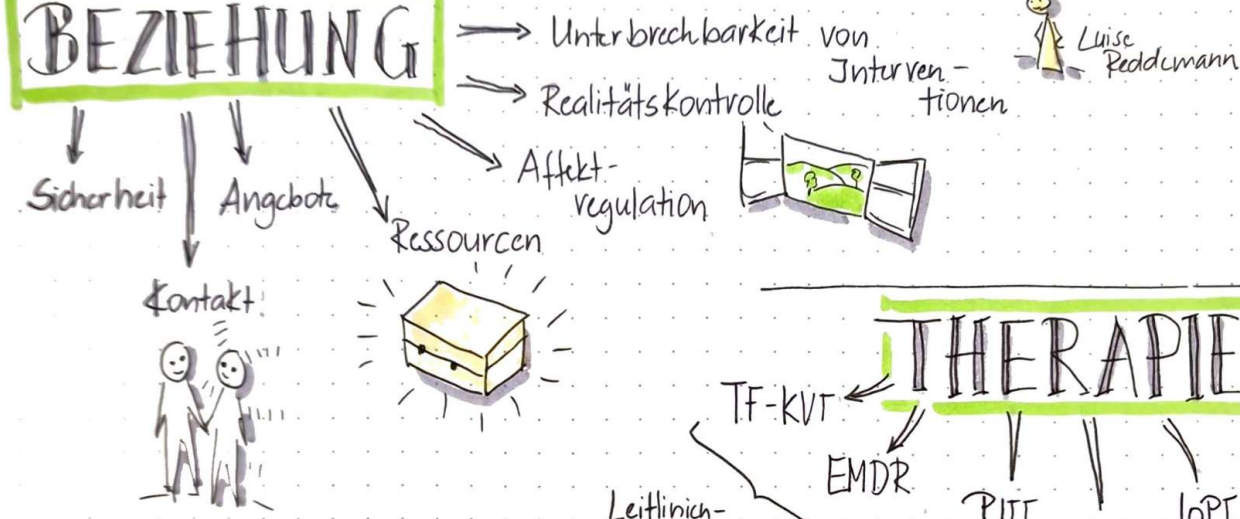 BEZIEHUNG
Unterbrechbarkeit von
Interven-
tionen
Realitätskontrolle
Affekt-
regulation
Ressourcen
Angebote
Kontakt!
Sicherheit
Luise
Reddemann
THERAPIE
TF-KVT
EMDR
PITT
IoPT
Leitlinien-